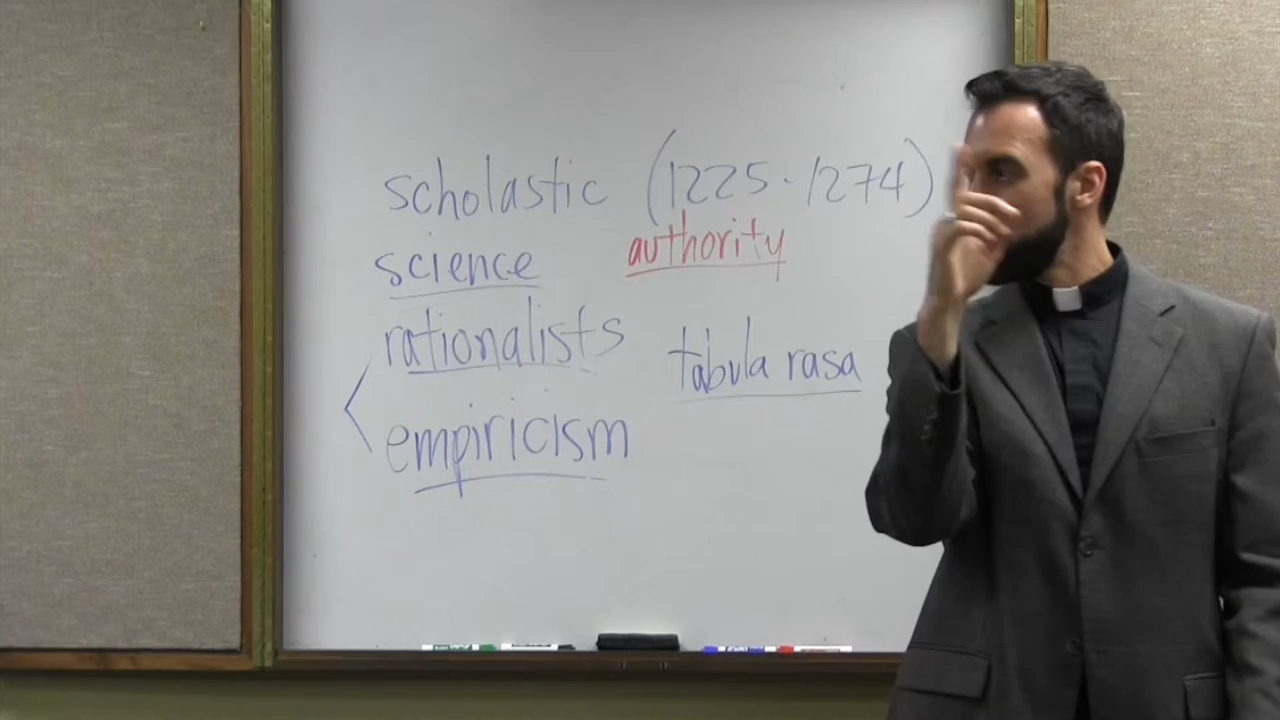 scholastic (1225-1274)
authority
science
rationalists
tabula rasa
empiricism